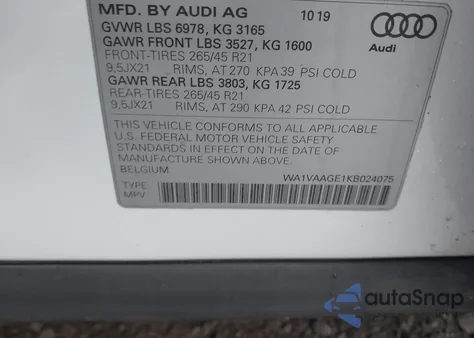 MFD. BY AUDI AG 10 19
GVWR LBS 6978, KG 3165
GAWR FRONT LBS 3527, KG 1600
FRONT-TIRES 265/45 R21
9,5JX21 RIMS, AT 270 KPA 39 PSI COLD
GAWR REAR LBS 3803, KG 1725
REAR-TIRES 265/45 R21
9,5JX21 RIMS, AT 290 KPA 42 PSI COLD
Audi
THIS VEHICLE CONFORMS TO ALL APPLICABLE
U.S. FEDERAL MOTOR VEHICLE SAFETY
STANDARDS IN EFFECT ON THE DATE OF
MANUFACTURE SHOWN ABOVE.
BELGIUM
TYPE:
MPV
WA1VAAGE1KB024075
autoSnap